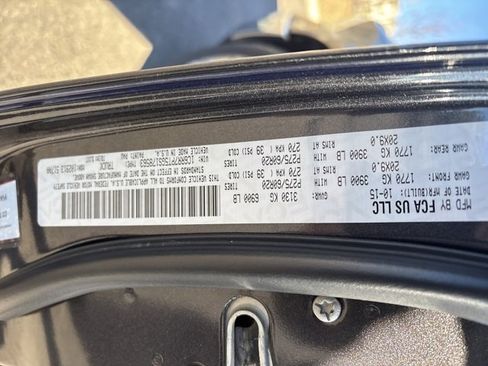 MFD BY FCA US LLC
DATE OF MFR(BUILT): 10-15 GVWR: 3130 KG 6900 LB
GAWR FRONT: 1770 KG 3900 LB TIRES P275/60R20
20X9.0 RIMS AT 270 KPA (39 PSI) COLD
GAWR REAR: 1770 KG 3900 LB TIRES P275/60R20
20X9.0 RIMS AT 270 KPA (39 PSI) COLD
THIS VEHICLE CONFORMS TO ALL APPLICABLE U.S.A. FEDERAL MOTOR VEHICLE SAFETY
STANDARDS IN EFFECT ON THE DATE OF MANUFACTURE SHOWN ABOVE.
TYPE: TRUCK
VEHICLE MADE IN U.S.A. PAINT: PAU
MDH: